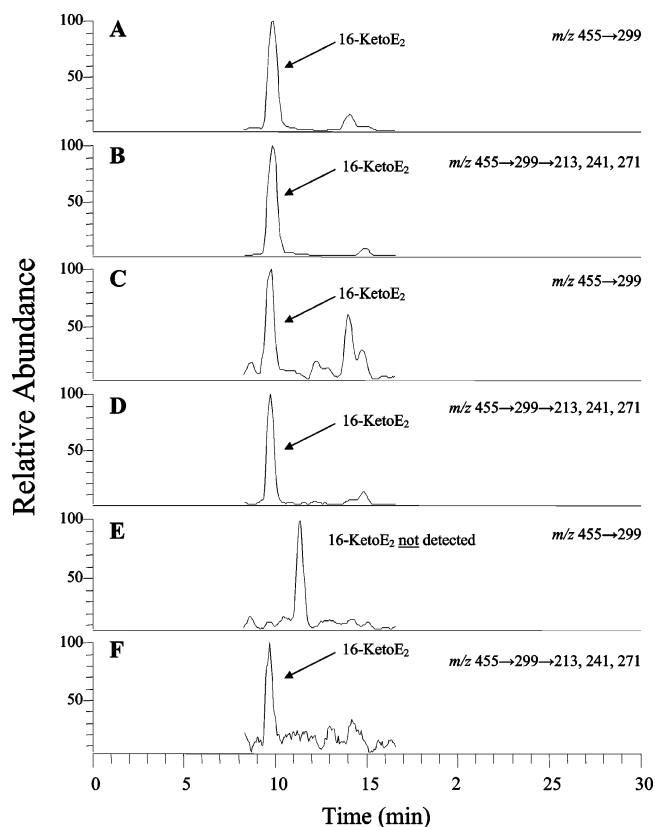 100
A
16-KetoE₂
m/z 455→299
50
100
B
16-KetoE₂
m/z 455→299→213, 241, 271
50
100
C
16-KetoE₂
m/z 455→299
50
100
D
16-KetoE₂
m/z 455→299→213, 241, 271
50
100
E
16-KetoE₂ not detected
m/z 455→299
50
100
F
16-KetoE₂
m/z 455→299→213, 241, 271
50
0 5 10 15 2 25 30
Time (min)
Relative Abundance